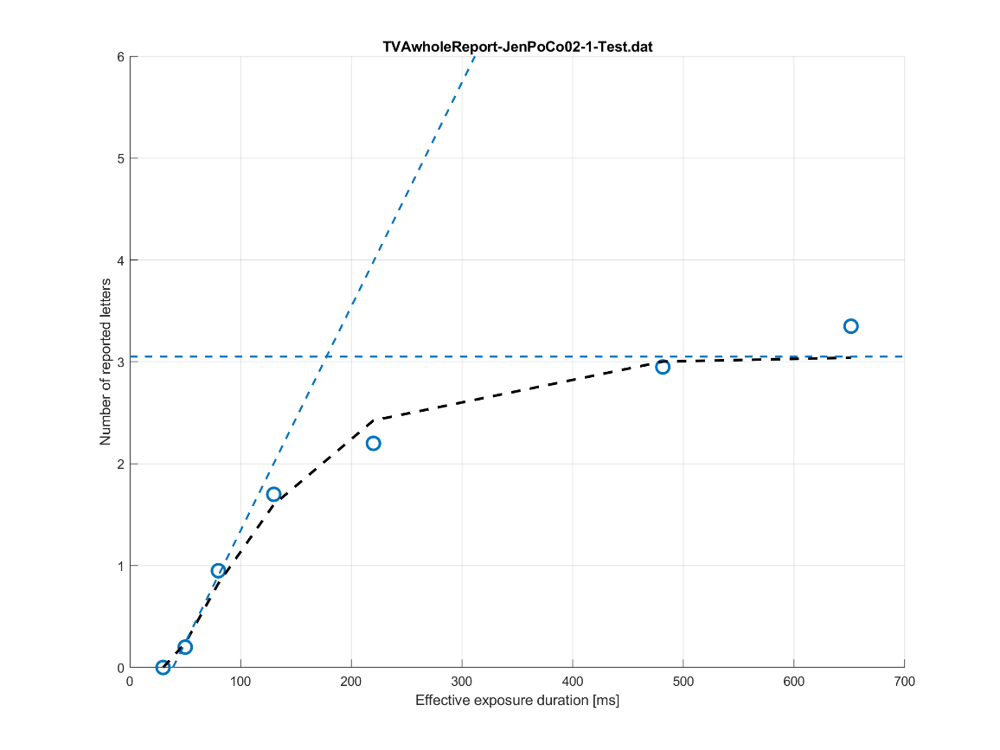 TVAwholeReport-JenPoCo02-1-Test.dat
6
5
4
3
2
1
0
Number of reported letters
0 100 200 300 400 500 600 700
Effective exposure duration [ms]